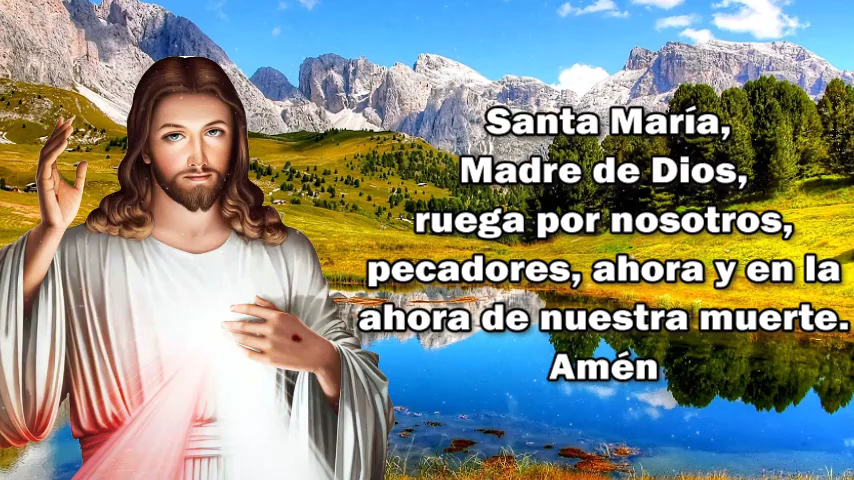 Santa María,
Madre de Dios,
ruega por nosotros,
pecadores, ahora y en la
ahora de nuestra muerte.
Amén